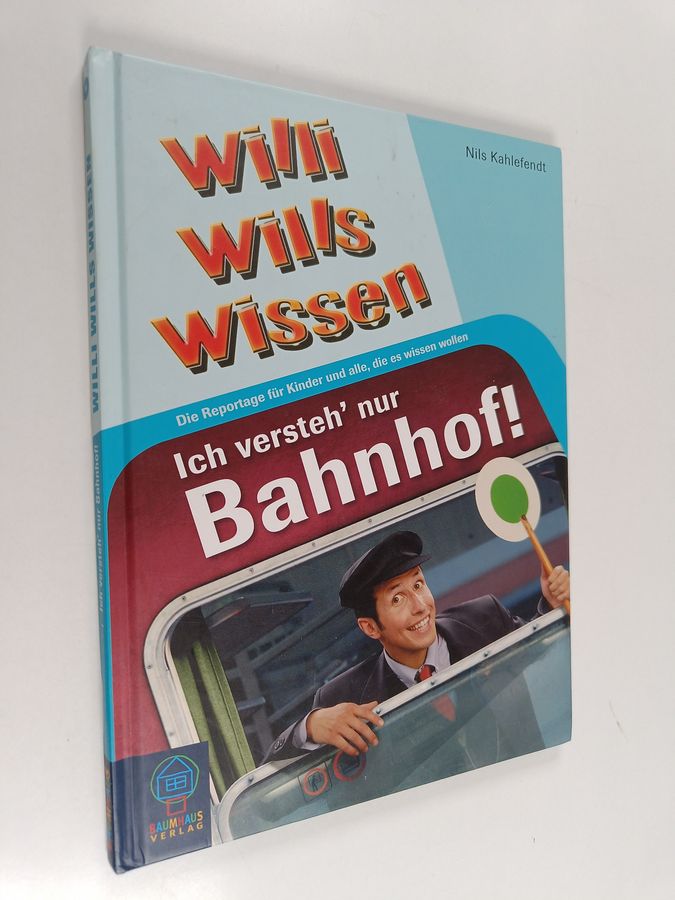 Nils Kahlefendt
Willi
wills
wissen
Die Reportage für Kinder und alle, die es wissen wollen
Ich versteh' nur
Bahnhof!
BAUMHAUS
VERLAG
WILLI WILLS WISSEN
Ich versteh' nur Bahnhof!